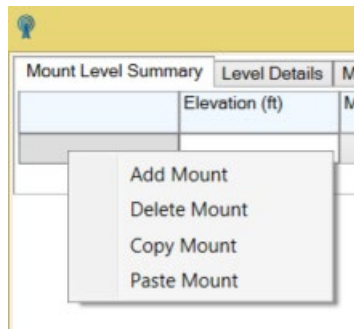 Mount Level Summary Level Details M
Elevation (ft) M
Add Mount
Delete Mount
Copy Mount
Paste Mount